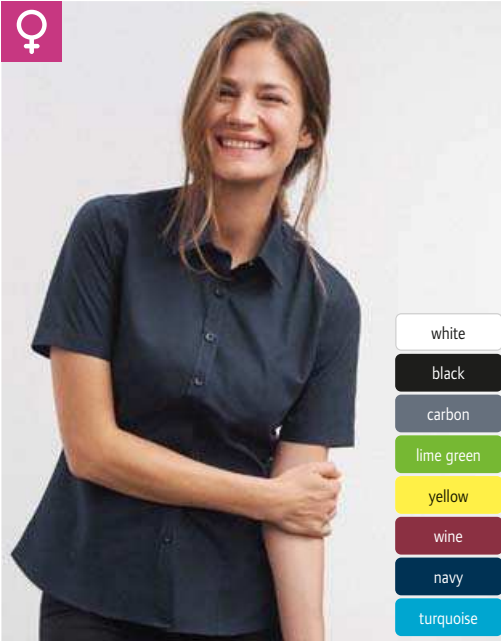 white
black
carbon
lime green
yellow
wine
navy
turquoise